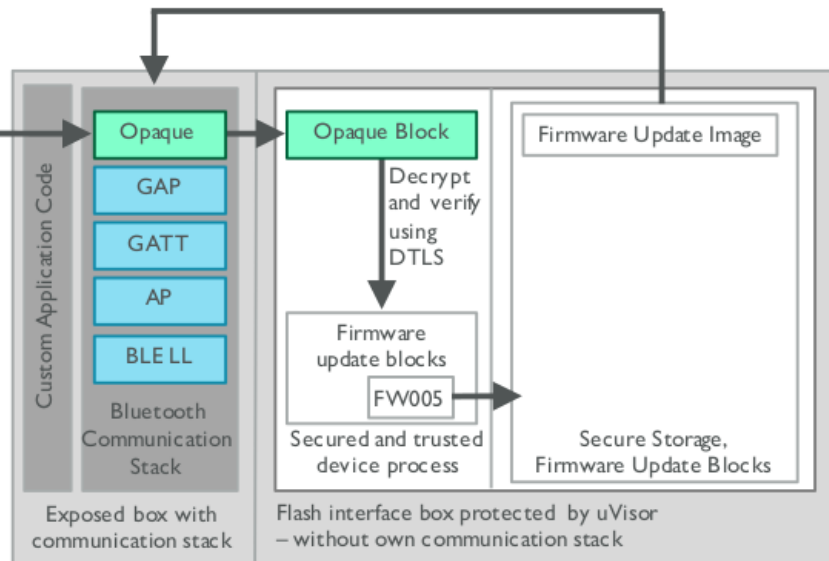 Custom Application Code
Opaque
GAP
GATT
AP
BLE LL
Bluetooth
Communication
Stack
Exposed box with
communication stack
Opaque Block
Decrypt
and verify
using
DTLS
Firmware
update blocks
FW005
Secured and trusted
device process
Firmware Update Image
Secure Storage,
Firmware Update Blocks
Flash interface box protected by uVisor
– without own communication stack